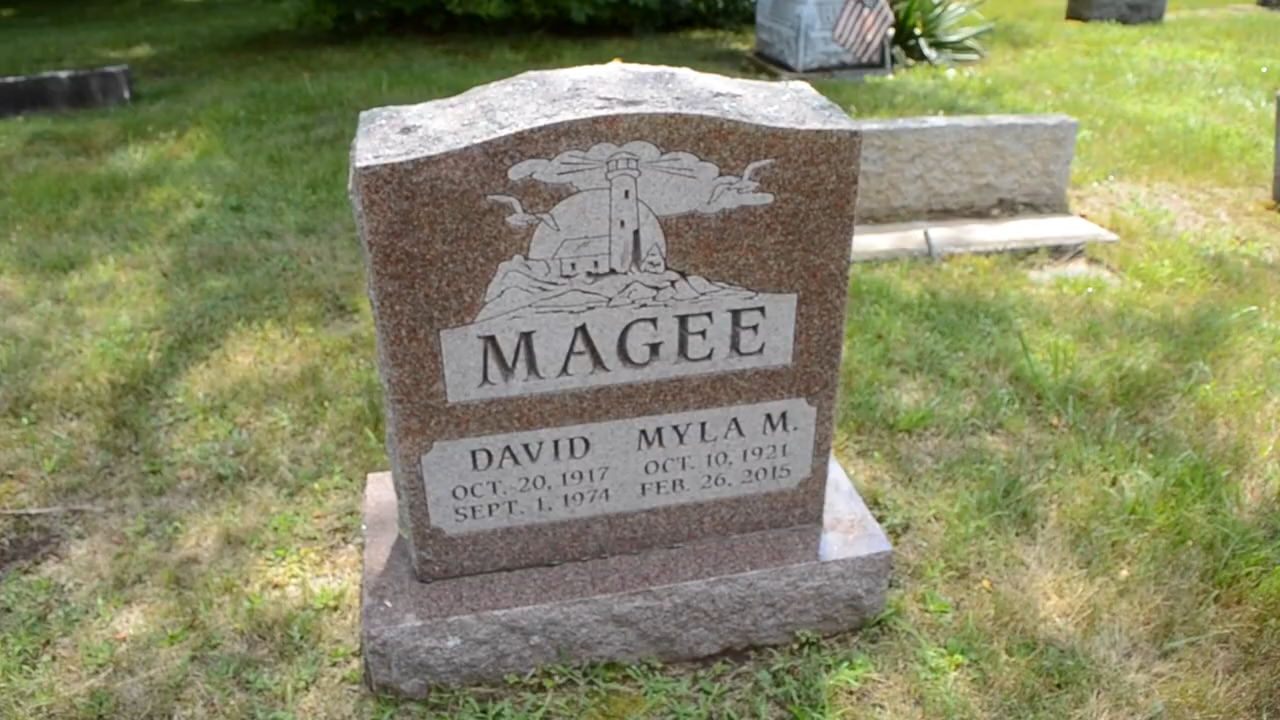 MAGEE
DAVID MYLA M.
OCT. 20, 1917 OCT. 10, 1921
SEPT. 1, 1974 FEB. 26, 2015